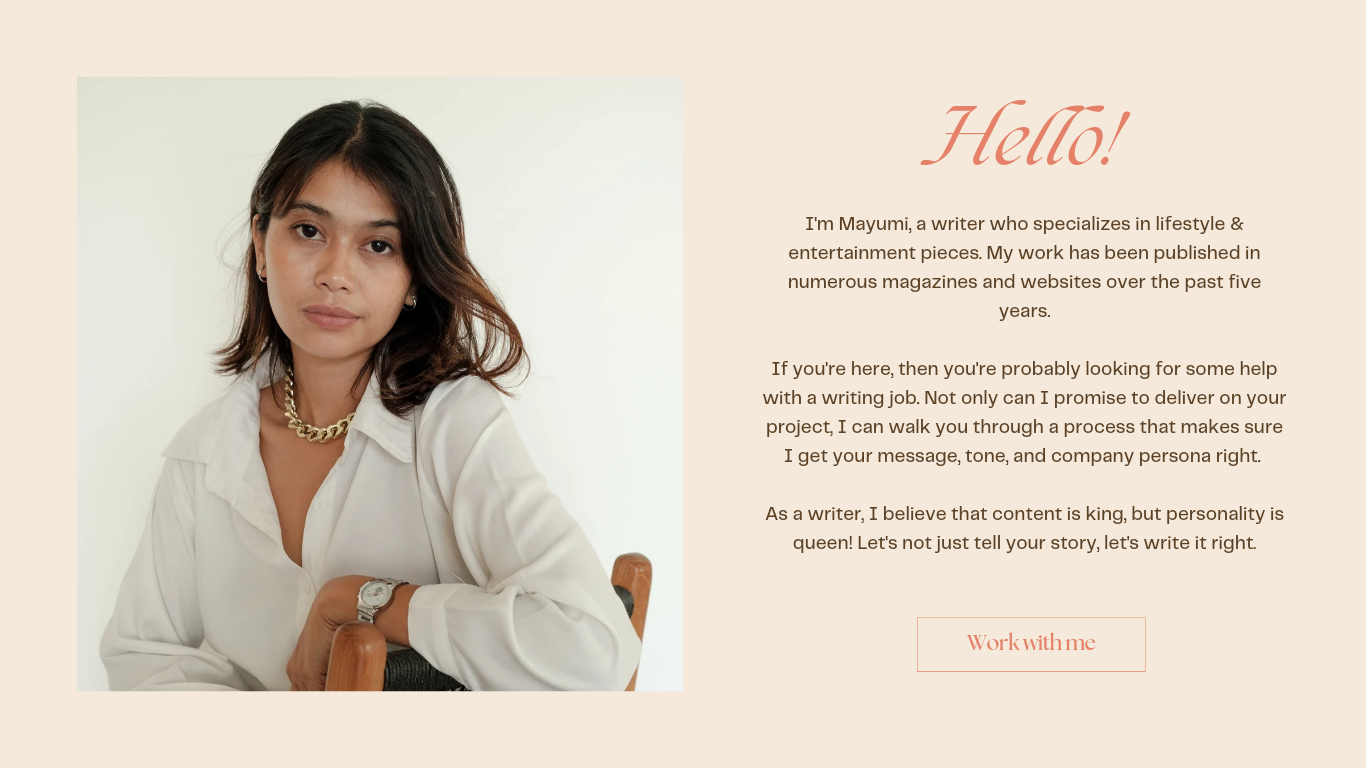 Hello!
I'm Mayumi, a writer who specializes in lifestyle &
entertainment pieces. My work has been published in
numerous magazines and websites over the past five
years.
If you're here, then you're probably looking for some help
with a writing job. Not only can I promise to deliver on your
project, I can walk you through a process that makes sure
I get your message, tone, and company persona right.
As a writer, I believe that content is king, but personality is
queen! Let's not just tell your story, let's write it right.
Work with me